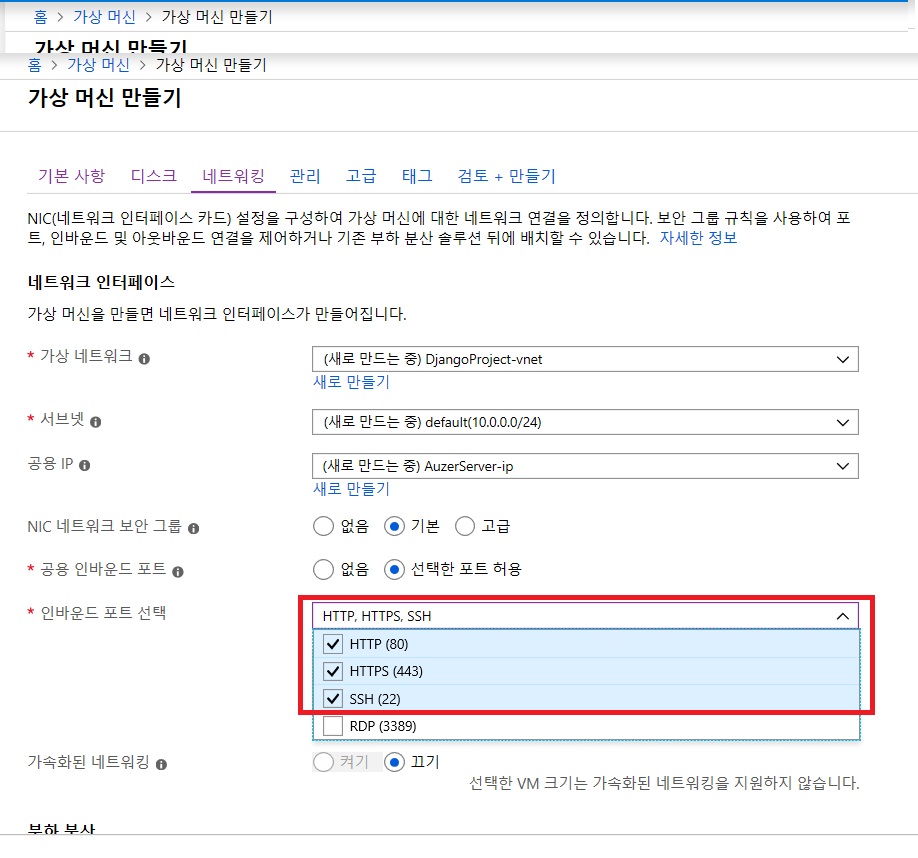 홈 > 가상 머신 > 가상 머신 만들기
가상 머신 만들기
홈 > 가상 머신 > 가상 머신 만들기
가상 머신 만들기
기본 사항 디스크 네트워킹 관리 고급 태그 검토 + 만들기
NIC(네트워크 인터페이스 카드) 설정을 구성하여 가상 머신에 대한 네트워크 연결을 정의합니다. 보안 그룹 규칙을 사용하여 포
트, 인바운드 및 아웃바운드 연결을 제어하거나 기존 부하 분산 솔루션 뒤에 배치할 수 있습니다. 자세한 정보
네트워크 인터페이스
가상 머신을 만들면 네트워크 인터페이스가 만들어집니다.
* 가상 네트워크 (새로 만드는 중) DjangoProject-vnet
새로 만들기
* 서브넷 (새로 만드는 중) default(10.0.0.0/24)
공용 IP (새로 만드는 중) AuzerServer-ip
새로 만들기
NIC 네트워크 보안 그룹 없음 기본 고급
* 공용 인바운드 포트 없음 선택한 포트 허용
* 인바운드 포트 선택 HTTP, HTTPS, SSH
HTTP (80)
HTTPS (443)
SSH (22)
RDP (3389)
가속화된 네트워킹 켜기 끄기
선택한 VM 크기는 가속화된 네트워킹을 지원하지 않습니다.
부하 분산